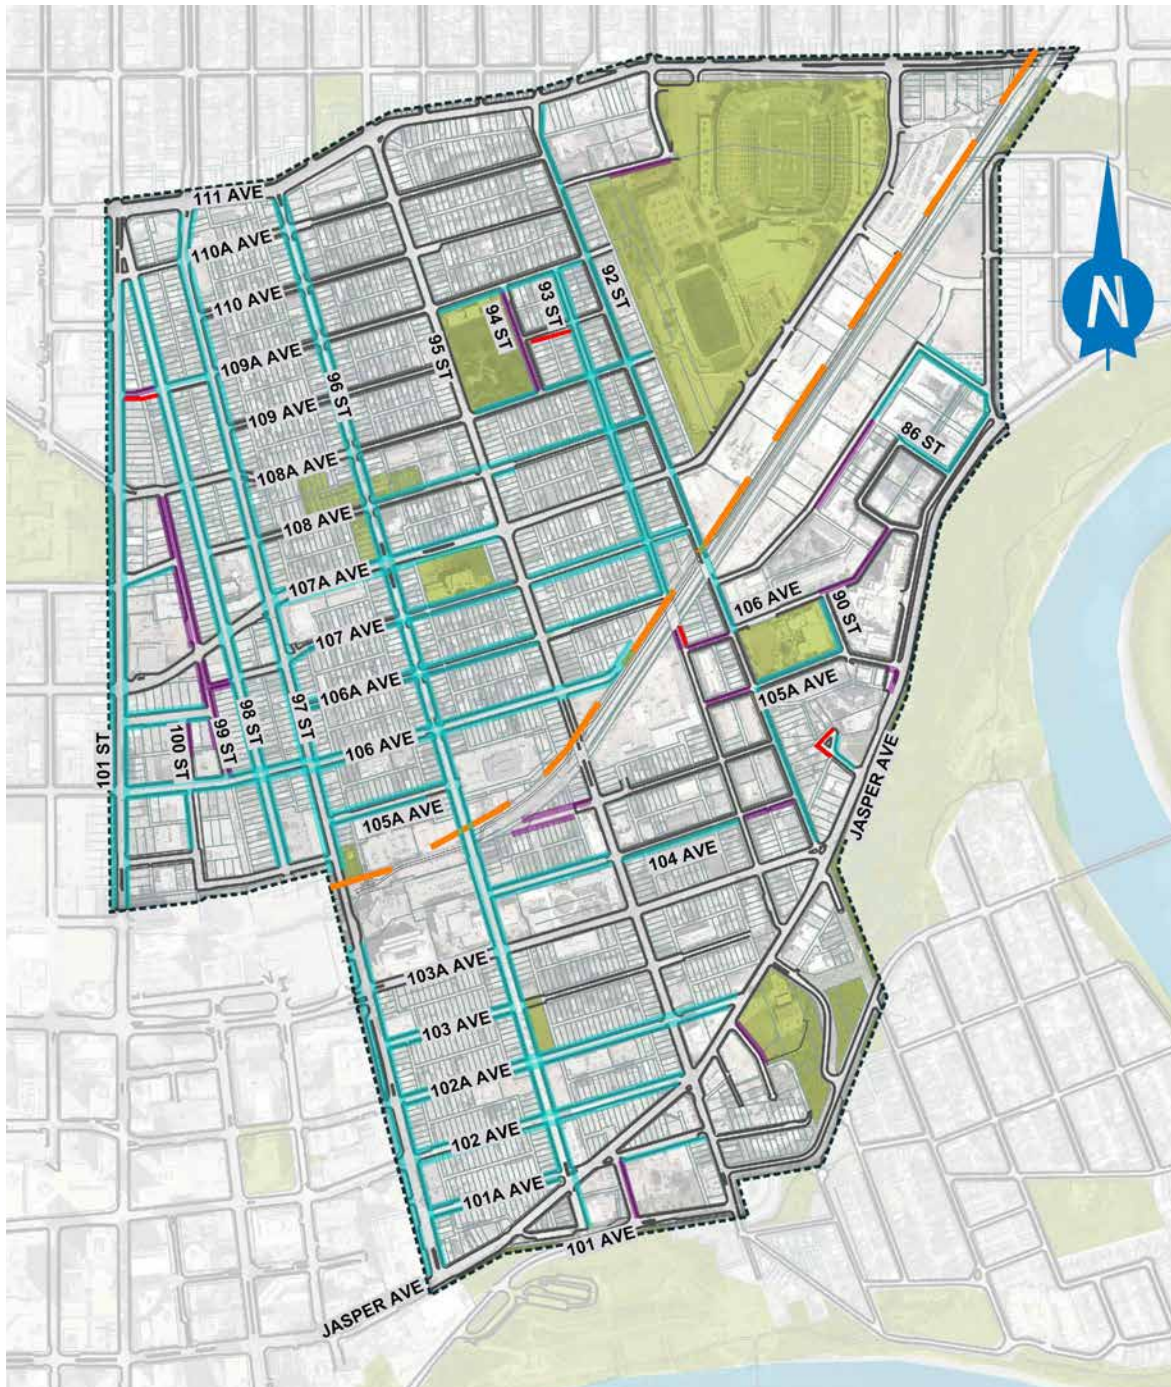 111 AVE
110A AVE
110 AVE
109A AVE
109 AVE
108A AVE
108 AVE
107A AVE
107 AVE
106A AVE
106 AVE
105A AVE
101 ST
100 ST
99 ST
98 ST
97 ST
96 ST
95 ST
94 ST
93 ST
92 ST
N
86 ST
90 ST
106 AVE
105A AVE
JASPER AVE
104 AVE
103A AVE
103 AVE
102A AVE
102 AVE
101A AVE
101 AVE
JASPER AVE